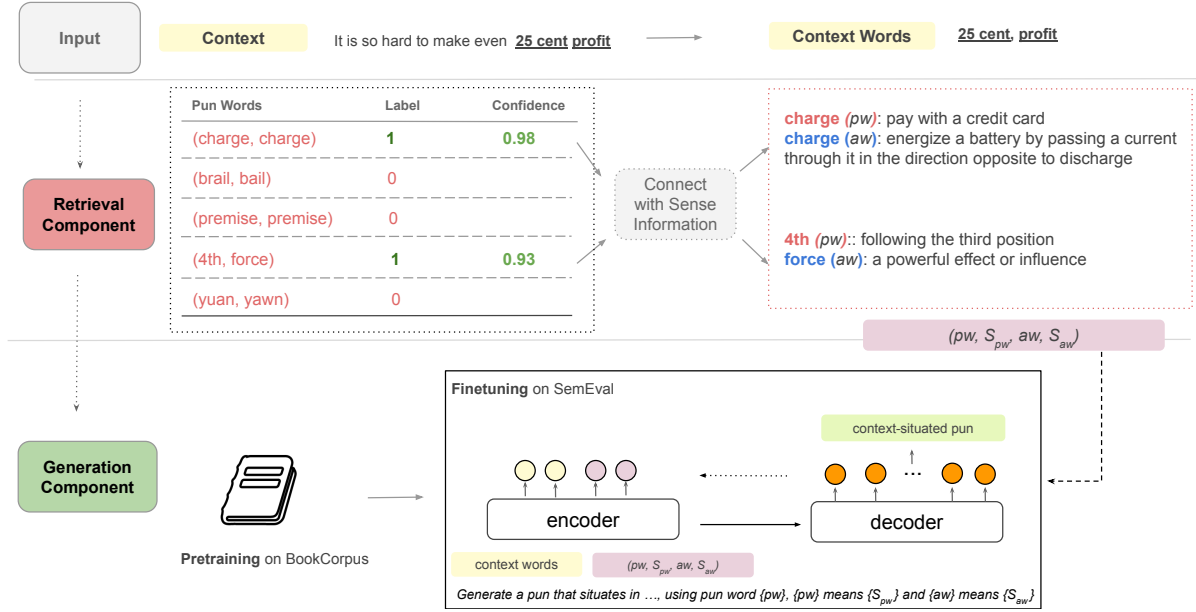 Input
Context
It is so hard to make even 25 cent profit
Context Words
25 cent, profit
Pun Words Label Confidence
(charge, charge) 1 0.98
(brail, bail) 0
(premise, premise) 0
(4th, force) 1 0.93
(yuan, yawn) 0
Retrieval
Component
Connect
with Sense
Information
charge (pw): pay with a credit card
charge (aw): energize a battery by passing a current
through it in the direction opposite to discharge
4th (pw):: following the third position
force (aw): a powerful effect or influence
(pw, Spw, aw, Saw)
Generation
Component
Pretraining on BookCorpus
Finetuning on SemEval
context-situated pun
...
encoder
decoder
context words
(pw, Spw, aw, Saw)
Generate a pun that situates in ..., using pun word {pw}, {pw} means {Spw} and {aw} means {Saw}